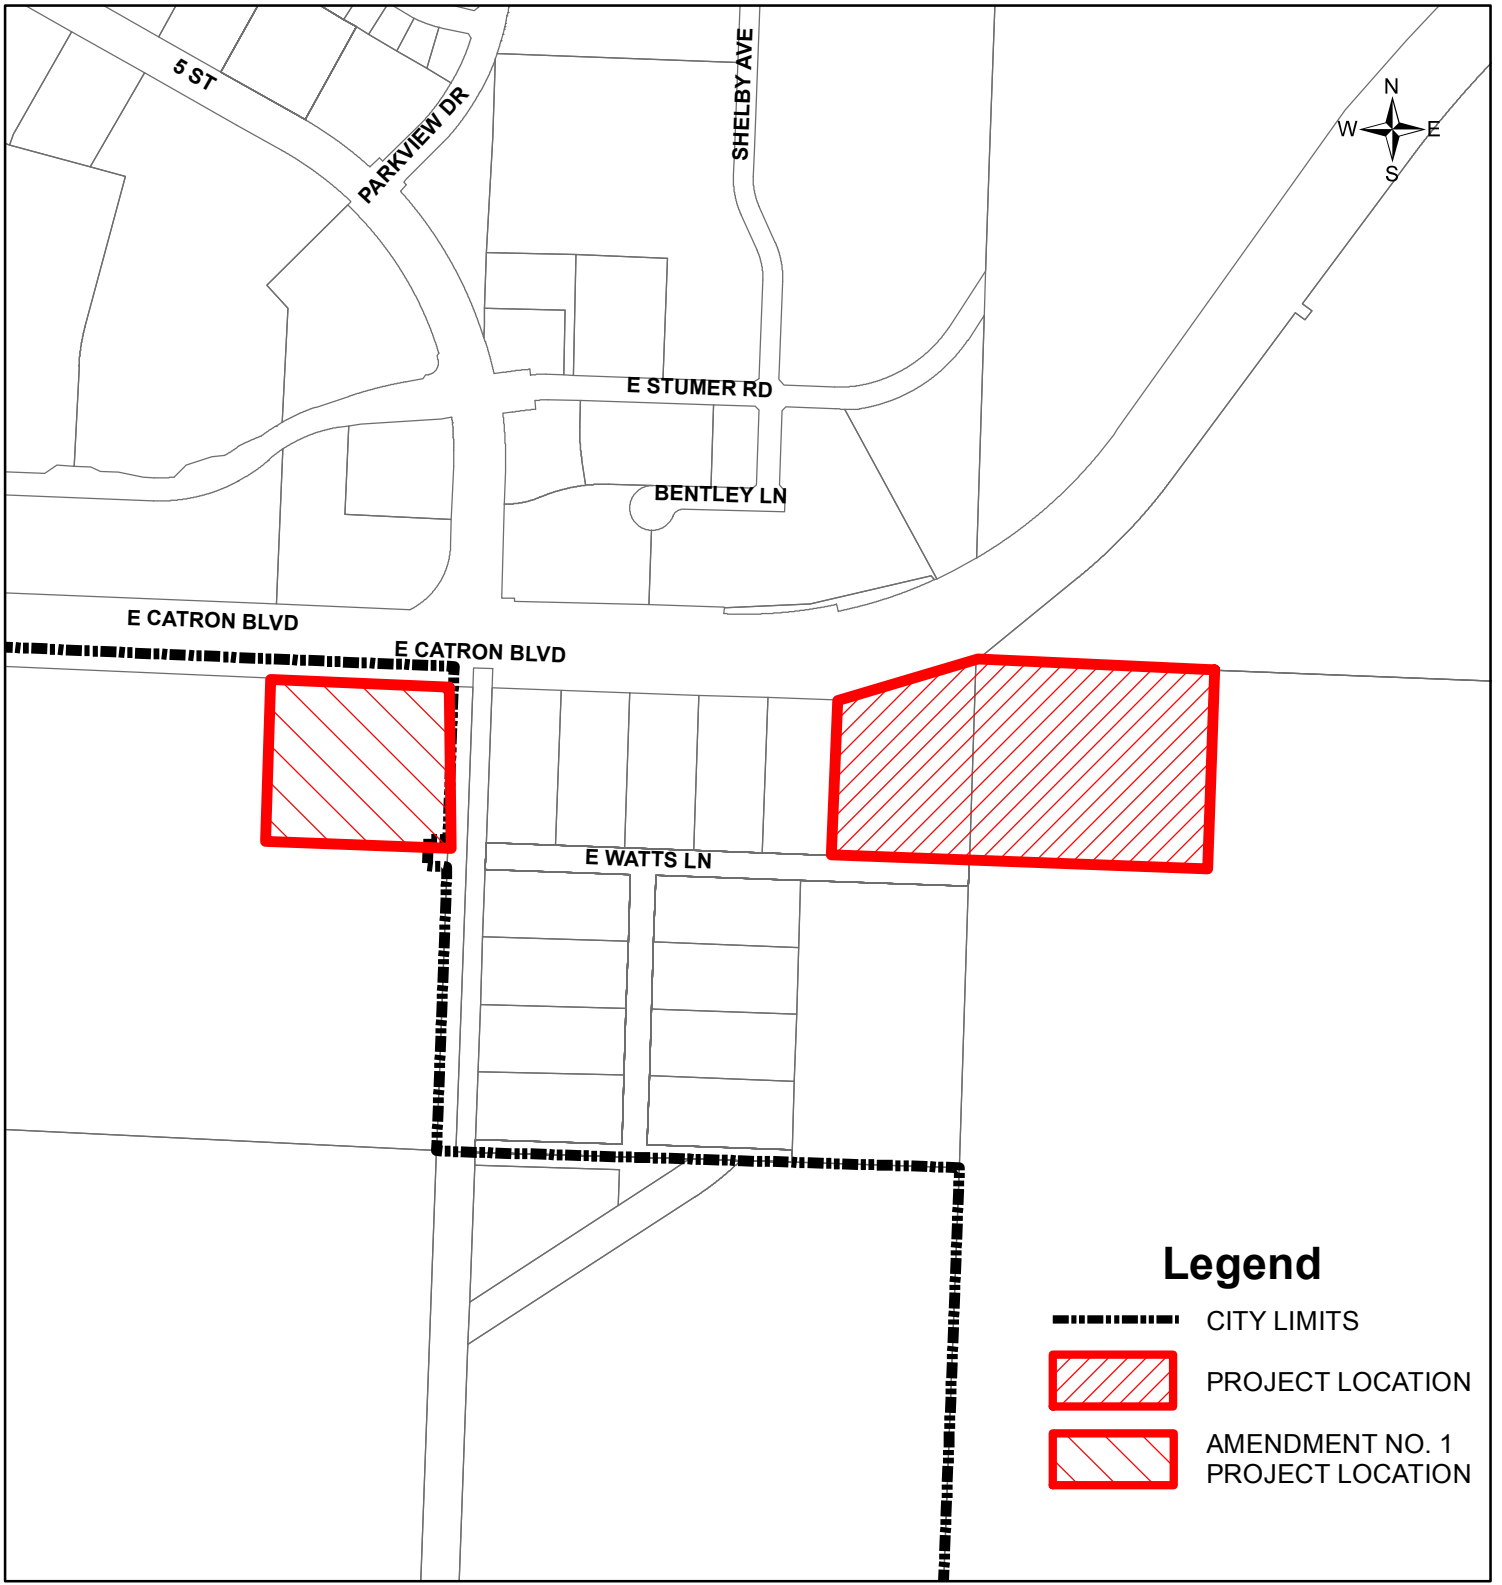 5 ST
PARKVIEW DR
SHELBY AVE
N
W
E
S
E STUMER RD
BENTLEY LN
E CATRON BLVD
E CATRON BLVD
E WATTS LN
Legend
CITY LIMITS
PROJECT LOCATION
AMENDMENT NO. 1
PROJECT LOCATION